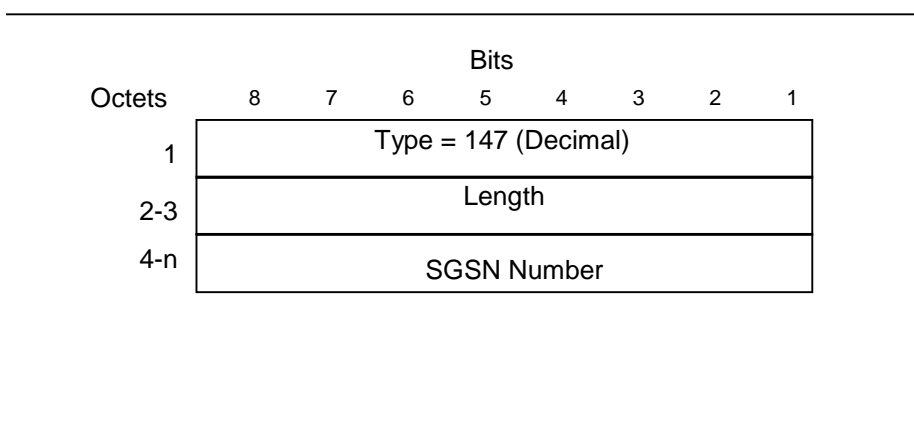 Bits
Octets 8 7 6 5 4 3 2 1
1 Type = 147 (Decimal)
2-3 Length
4-n SGSN Number